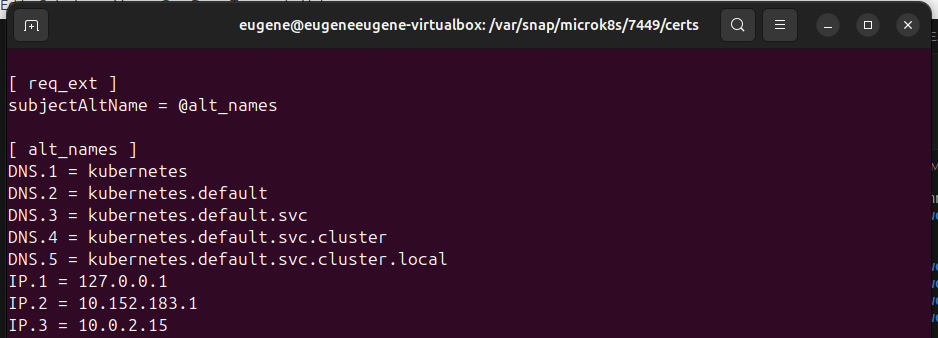 eugene@eugeneeugene-virtualbox: /var/snap/microk8s/7449/certs
[ req_ext ]
subjectAltName = @alt_names
[ alt_names ]
DNS.1 = kubernetes
DNS.2 = kubernetes.default
DNS.3 = kubernetes.default.svc
DNS.4 = kubernetes.default.svc.cluster
DNS.5 = kubernetes.default.svc.cluster.local
IP.1 = 127.0.0.1
IP.2 = 10.152.183.1
IP.3 = 10.0.2.15